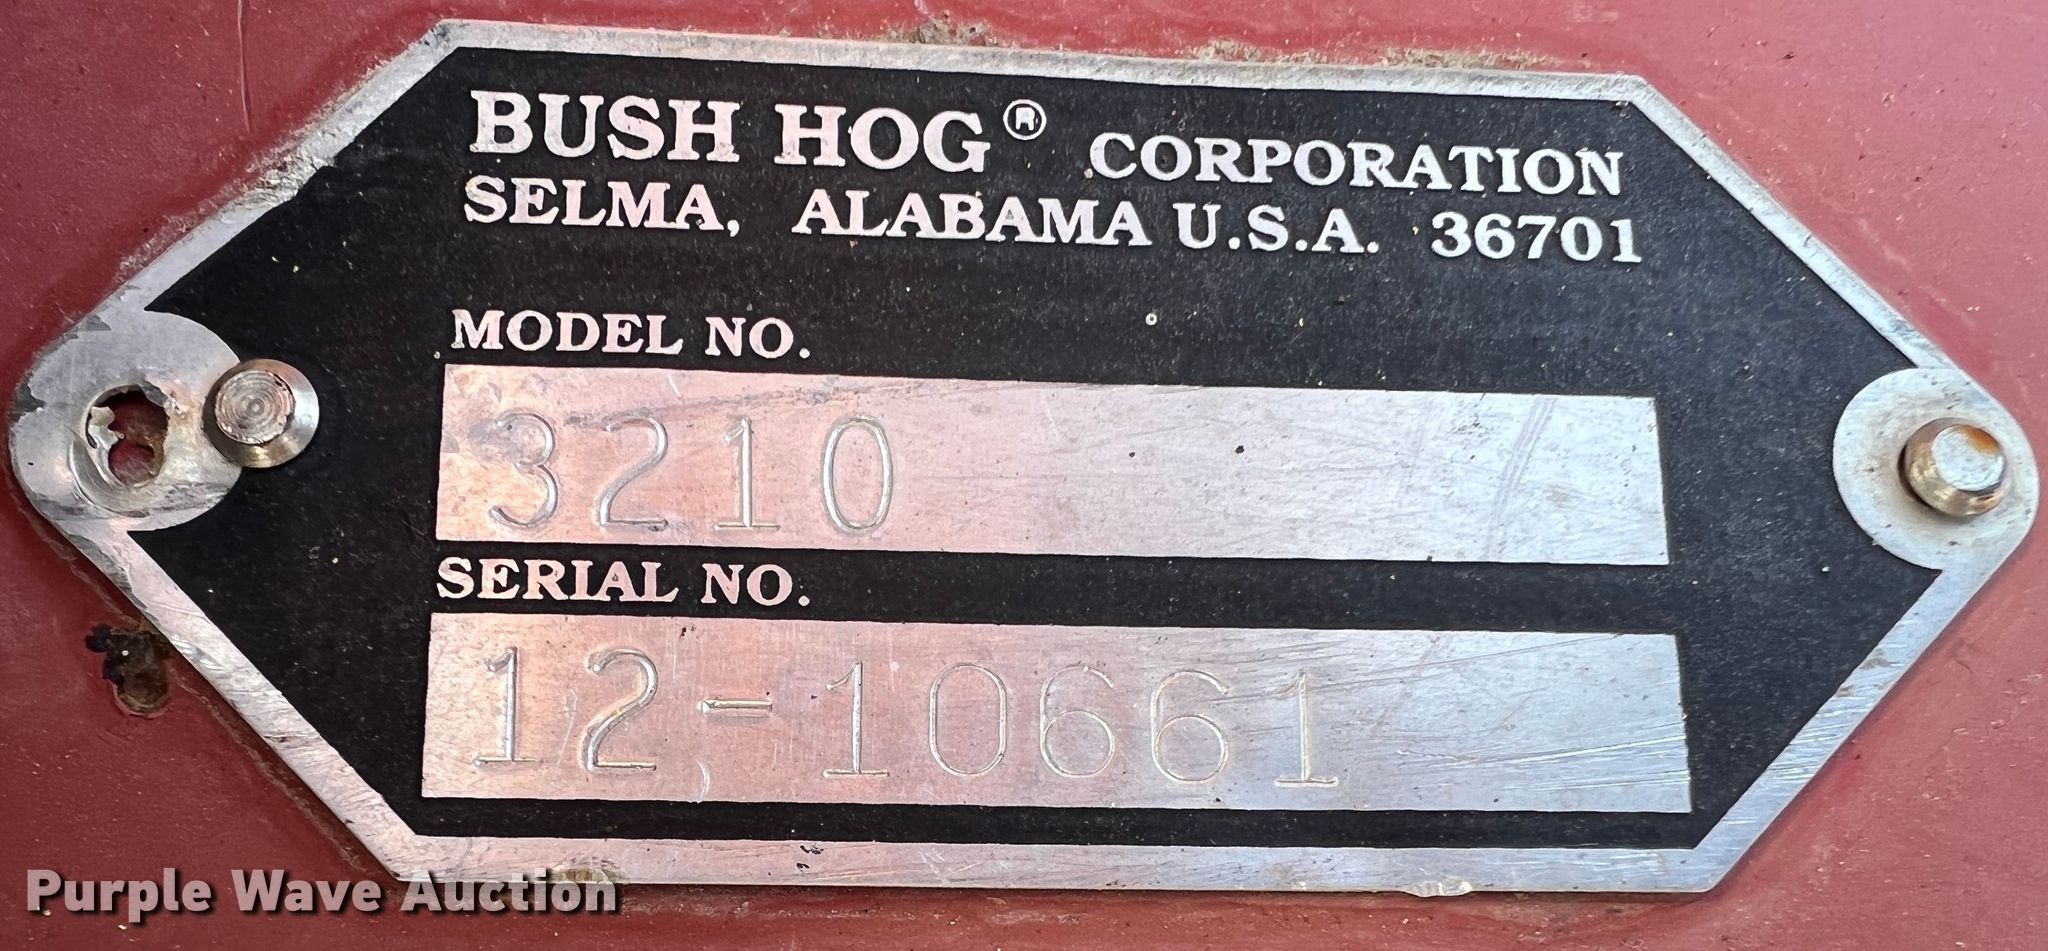 BUSH HOG® CORPORATION
SELMA, ALABAMA U.S.A. 36701
MODEL NO.
3210
SERIAL NO.
12-10661
Purple Wave Auction